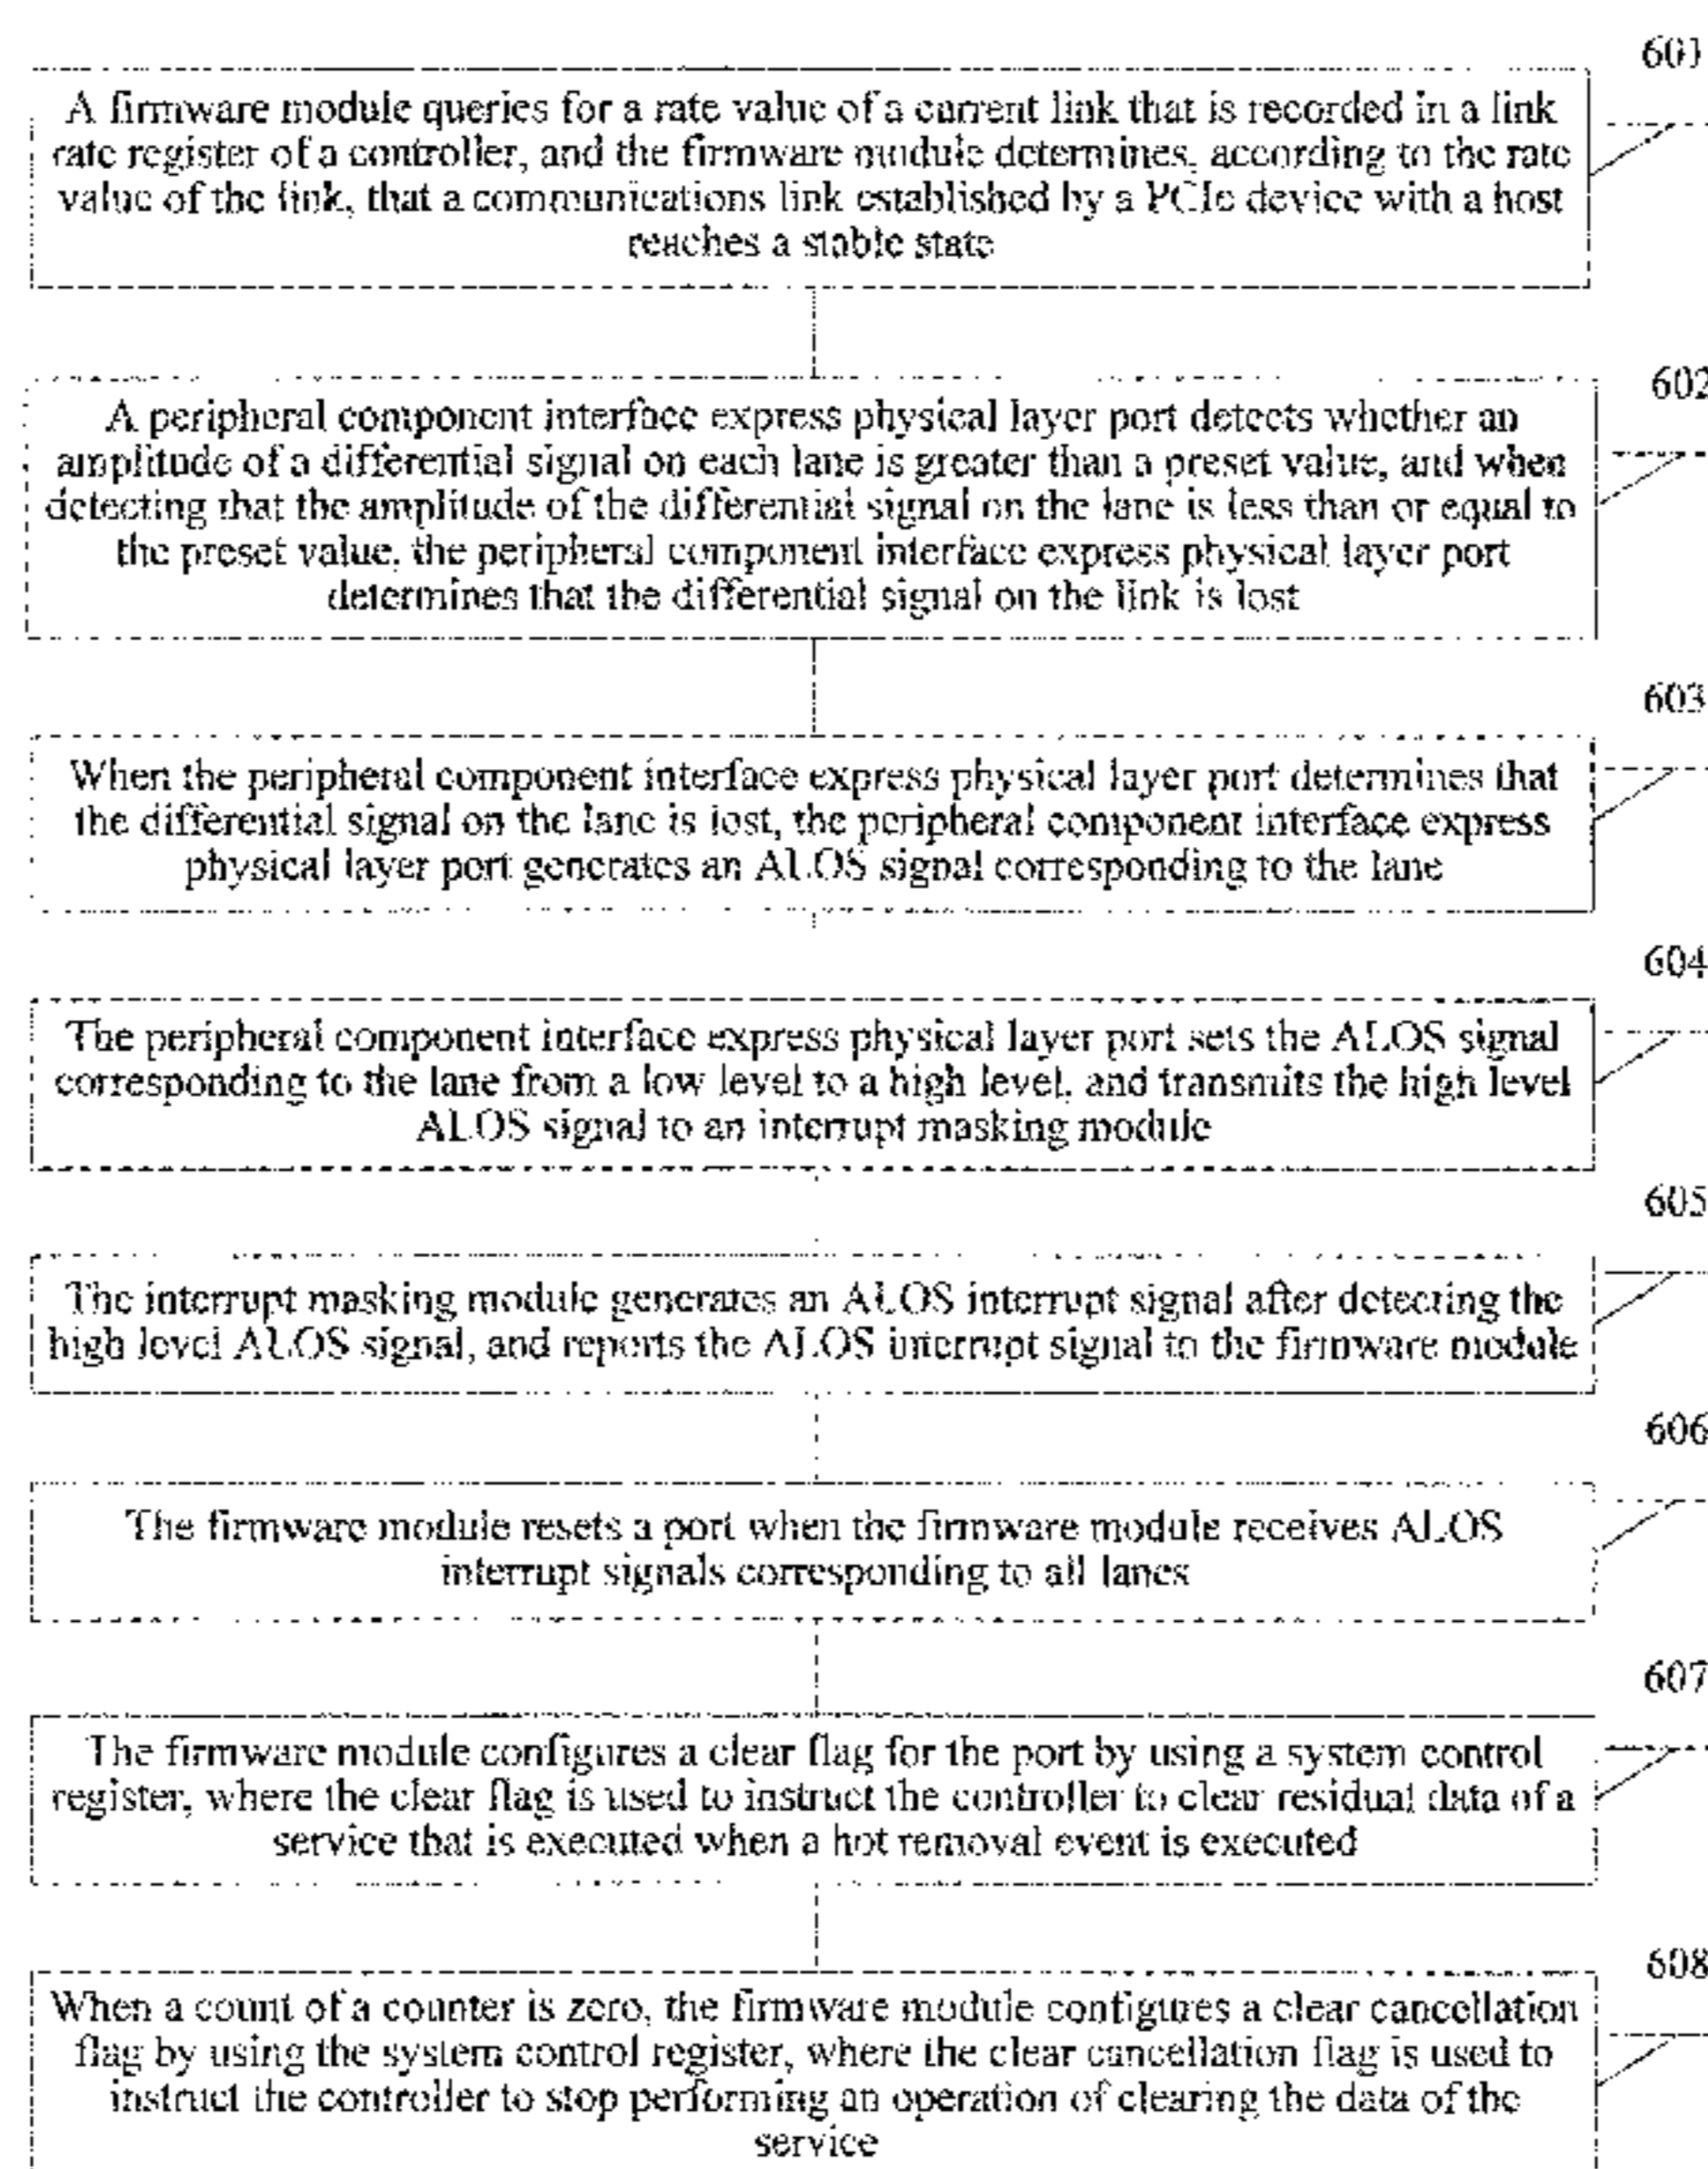 601
A firmware module queries for a rate value of a current link that is recorded in a link
rate register of a controller, and the firmware module determines, according to the rate
value of the link, that a communications link established by a PCIe device with a host
reaches a stable state
602
A peripheral component interface express physical layer port detects whether an
amplitude of a differential signal on each lane is greater than a preset value, and when
detecting that the amplitude of the differential signal on the lane is less than or equal to
the preset value, the peripheral component interface express physical layer port
determines that the differential signal on the link is lost
603
When the peripheral component interface express physical layer port determines that
the differential signal on the lane is lost, the peripheral component interface express
physical layer port generates an ALOS signal corresponding to the lane
604
The peripheral component interface express physical layer port sets the ALOS signal
corresponding to the lane from a low level to a high level, and transmits the high level
ALOS signal to an interrupt masking module
605
The interrupt masking module generates an ALOS interrupt signal after detecting the
high level ALOS signal, and reports the ALOS interrupt signal to the firmware module
606
The firmware module resets a port when the firmware module receives ALOS
interrupt signals corresponding to all lanes
607
The firmware module configures a clear flag for the port by using a system control
register, where the clear flag is used to instruct the controller to clear residual data of a
service that is executed when a hot removal event is executed
608
When a count of a counter is zero, the firmware module configures a clear cancellation
flag by using the system control register, where the clear cancellation flag is used to
instruct the controller to stop performing an operation of clearing the data of the
service